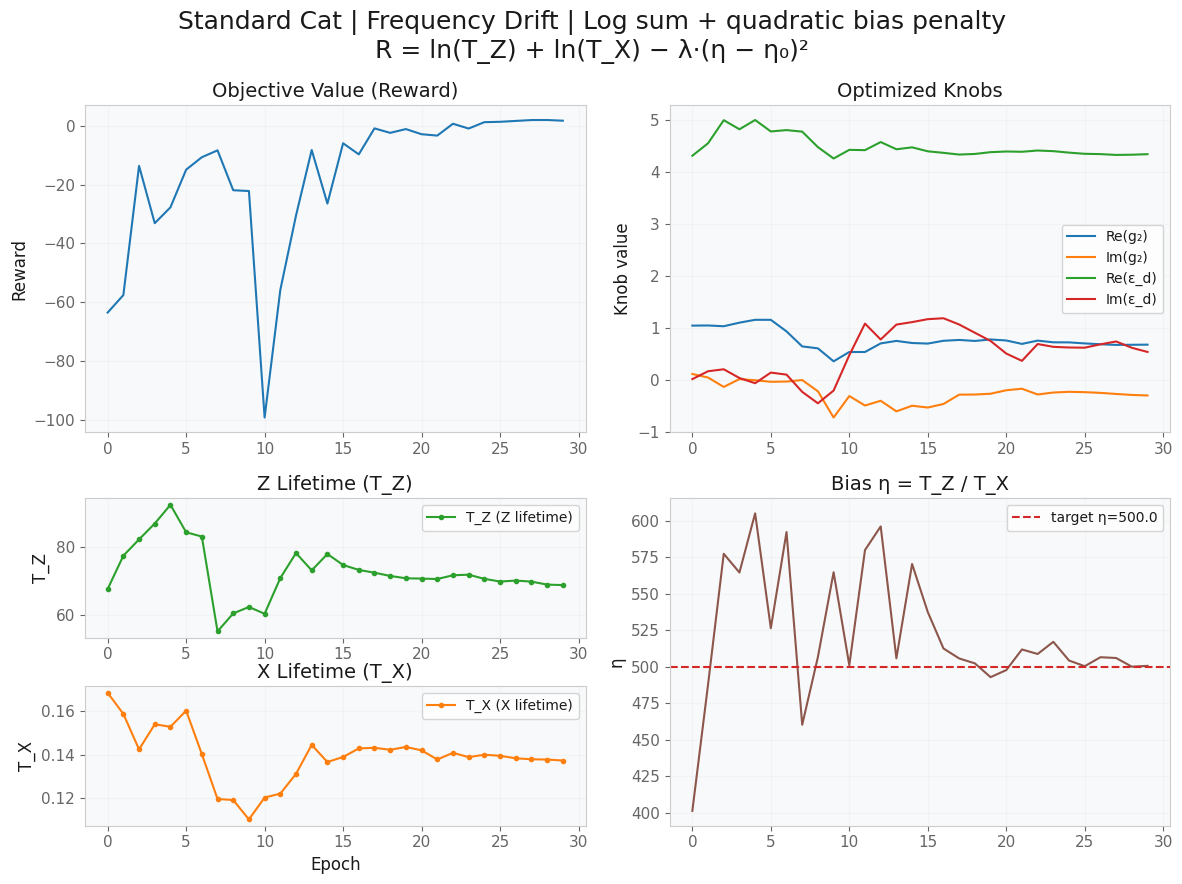 Standard Cat | Frequency Drift | Log sum + quadratic bias penalty
R = ln(T_Z) + ln(T_X) − λ·(η − η₀)²
Objective Value (Reward)
Reward
0
−20
−40
−60
−80
−100
0 5 10 15 20 25 30
Optimized Knobs
Knob value
5
4
3
2
1
0
−1
0 5 10 15 20 25 30
Re(g₂)
Im(g₂)
Re(ε_d)
Im(ε_d)
Z Lifetime (T_Z)
T_Z
80
60
0 5 10 15 20 25 30
T_Z (Z lifetime)
X Lifetime (T_X)
T_X
0.16
0.14
0.12
0 5 10 15 20 25 30
T_X (X lifetime)
Epoch
Bias η = T_Z / T_X
η
600
575
550
525
500
475
450
425
400
0 5 10 15 20 25 30
target η=500.0